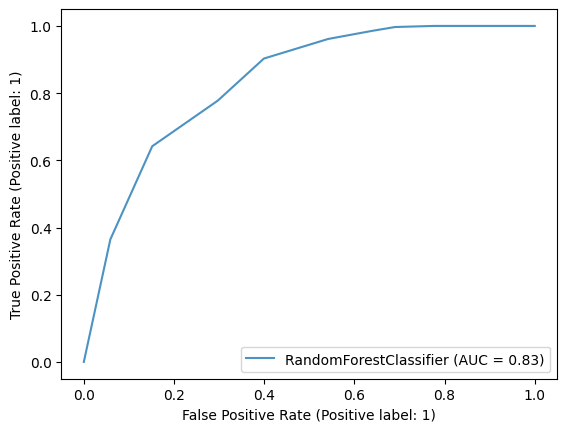 1.0
0.8
0.6
0.4
0.2
0.0
True Positive Rate (Positive label: 1)
RandomForestClassifier (AUC = 0.83)
0.0 0.2 0.4 0.6 0.8 1.0
False Positive Rate (Positive label: 1)